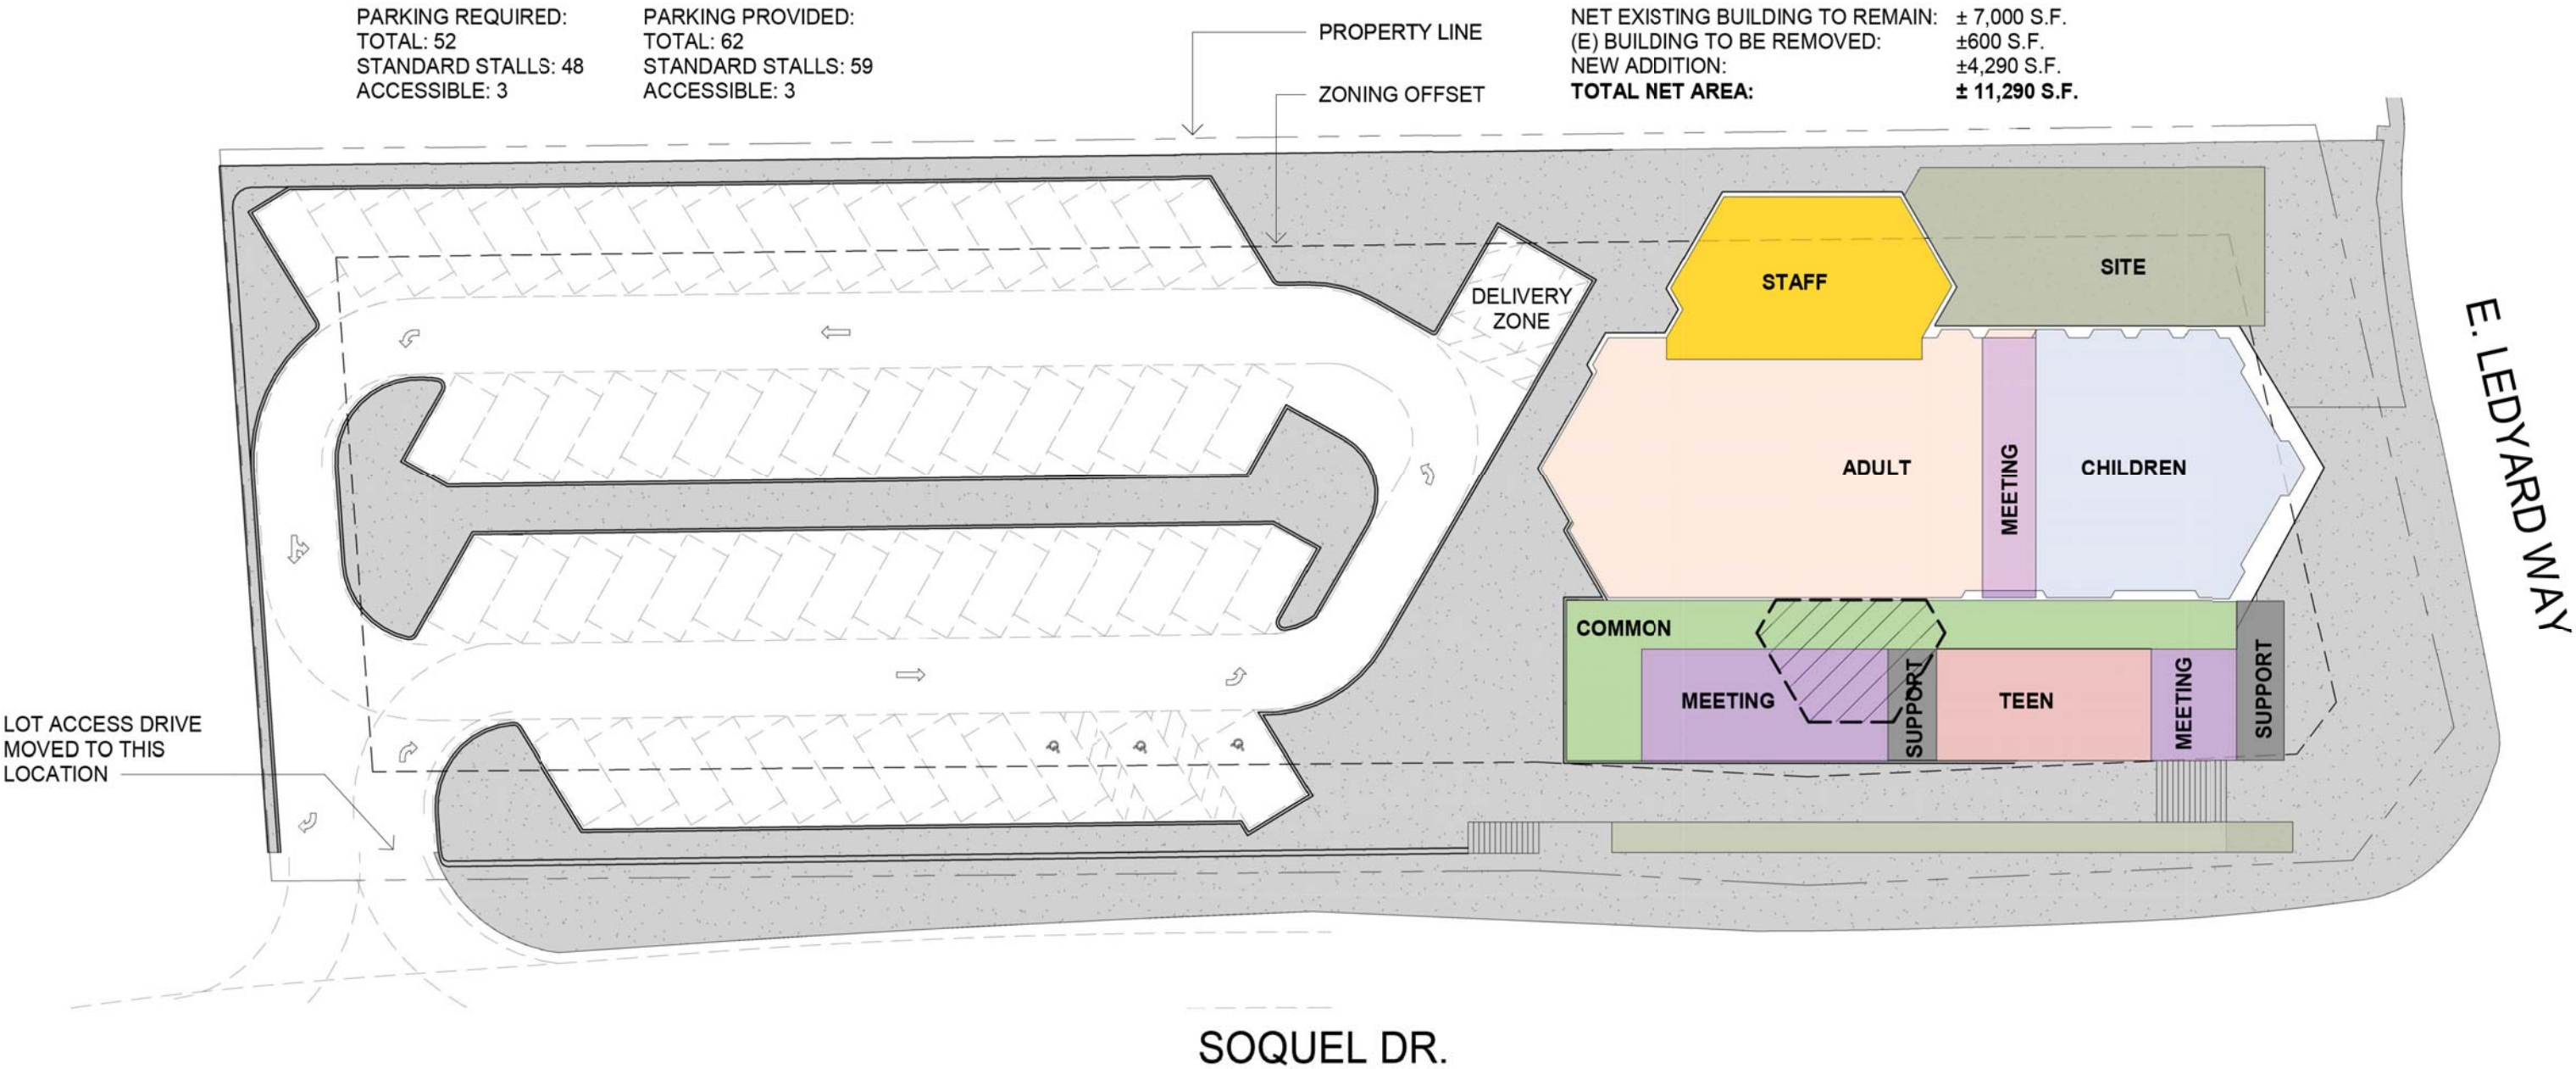 PARKING REQUIRED:
TOTAL: 52
STANDARD STALLS: 48
ACCESSIBLE: 3
PARKING PROVIDED:
TOTAL: 62
STANDARD STALLS: 59
ACCESSIBLE: 3
PROPERTY LINE
ZONING OFFSET
NET EXISTING BUILDING TO REMAIN: ± 7,000 S.F.
(E) BUILDING TO BE REMOVED: ±600 S.F.
NEW ADDITION: ±4,290 S.F.
TOTAL NET AREA: ± 11,290 S.F.
STAFF
SITE
DELIVERY
ZONE
ADULT
MEETING
CHILDREN
E. LEDYARD WAY
COMMON
MEETING
SUPPORT
TEEN
MEETING
SUPPORT
LOT ACCESS DRIVE
MOVED TO THIS
LOCATION
SOQUEL DR.